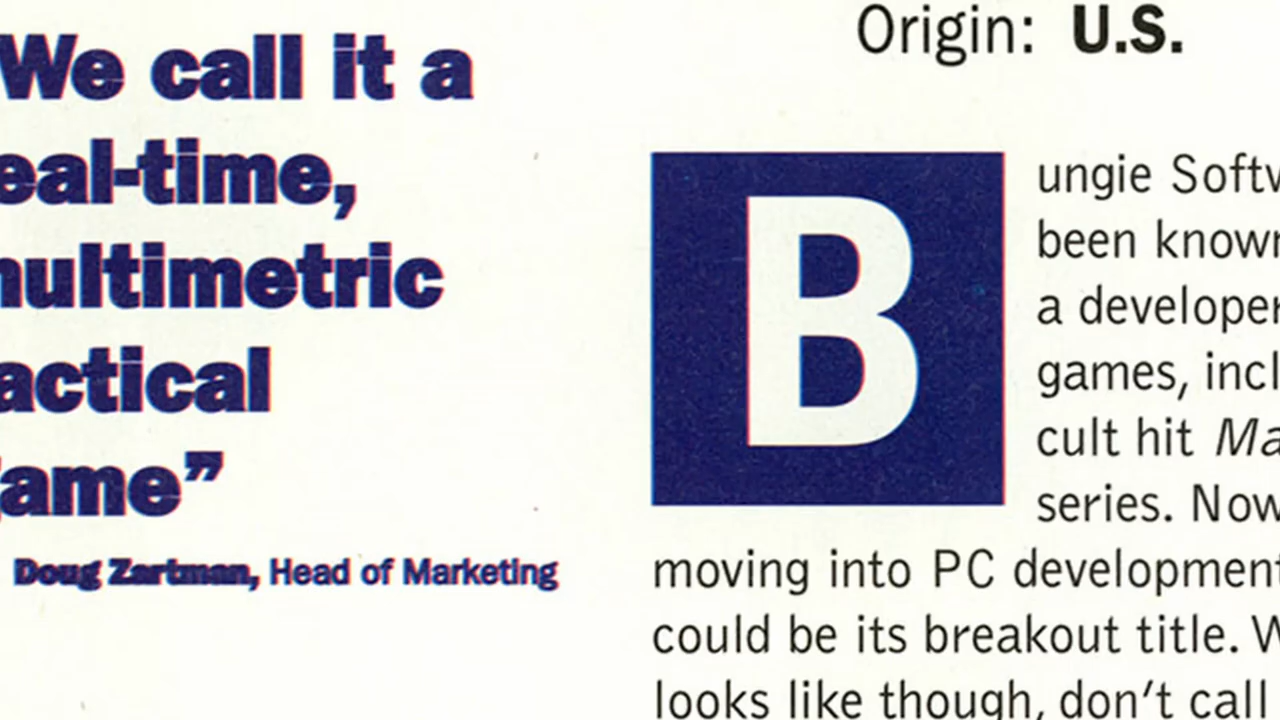 We call it a
eal-time,
ultimetric
actical
ame”
Doug Zartman, Head of Marketing
Origin: U.S.
B
ungie Softw
been known
a developer
games, incl
cult hit Ma
series. Now
moving into PC development
could be its breakout title. W
looks like though, don’t call